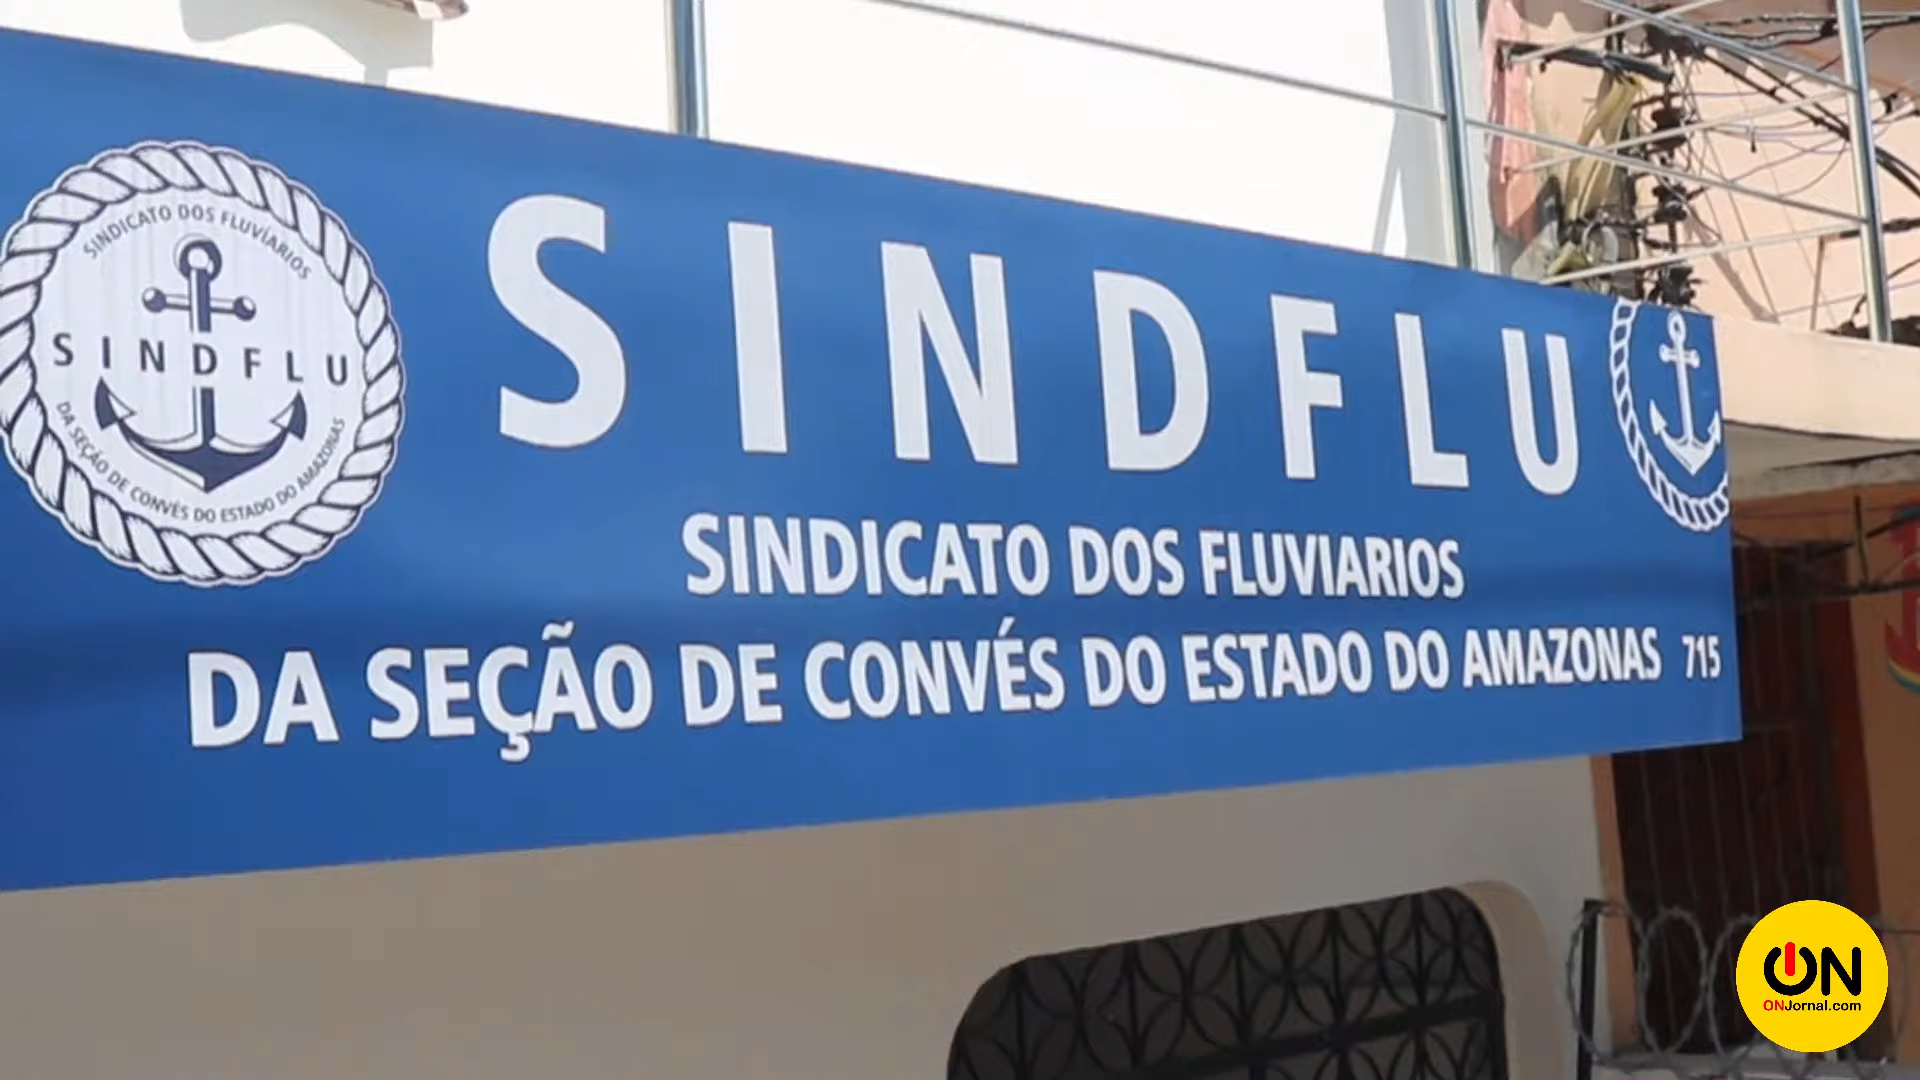 SINDICATO DOS FLUVIARIOS
SINDFLU
DA SEÇÃO DE CONVÉS DO ESTADO DO AMAZONAS
SINDFLU
SINDICATO DOS FLUVIARIOS
DA SEÇÃO DE CONVÉS DO ESTADO DO AMAZONAS 715
ON
ONJornal.com